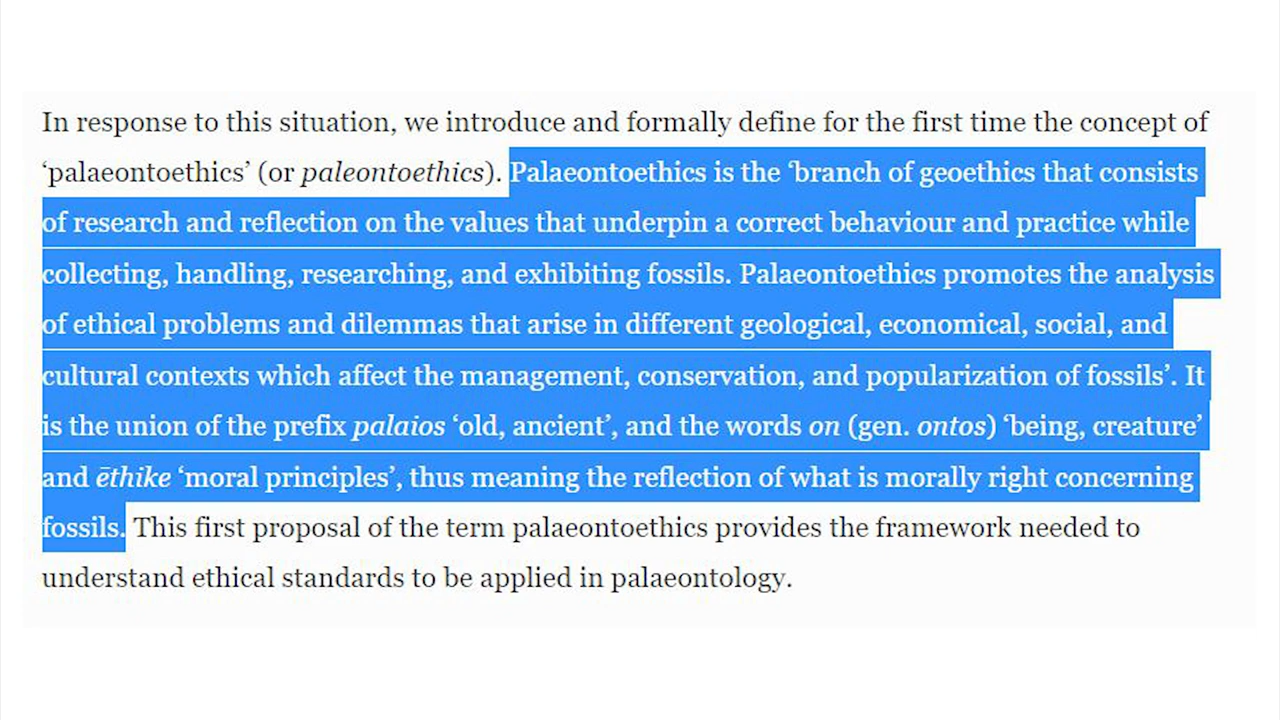 In response to this situation, we introduce and formally define for the first time the concept of
‘palaeontoethics’ (or paleontoethics). Palaeontoethics is the ‘branch of geoethics that consists
of research and reflection on the values that underpin a correct behaviour and practice while
collecting, handling, researching, and exhibiting fossils. Palaeontoethics promotes the analysis
of ethical problems and dilemmas that arise in different geological, economical, social, and
cultural contexts which affect the management, conservation, and popularization of fossils’. It
is the union of the prefix palaios ‘old, ancient’, and the words on (gen. ontos) ‘being, creature’
and ēthike ‘moral principles’, thus meaning the reflection of what is morally right concerning
fossils. This first proposal of the term palaeontoethics provides the framework needed to
understand ethical standards to be applied in palaeontology.